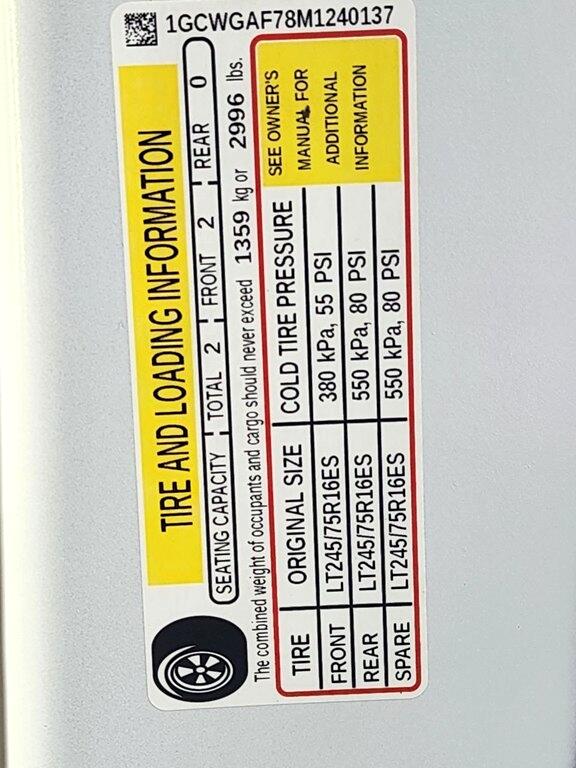 1GCWGAF78M1240137
TIRE AND LOADING INFORMATION
SEATING CAPACITY TOTAL 2 FRONT 2 REAR 0
The combined weight of occupants and cargo should never exceed 1359 kg or 2996 lbs.
TIRE ORIGINAL SIZE COLD TIRE PRESSURE
FRONT LT245/75R16ES 380 kPa, 55 PSI
REAR LT245/75R16ES 550 kPa, 80 PSI
SPARE LT245/75R16ES 550 kPa, 80 PSI
SEE OWNER'S
MANUAL FOR
ADDITIONAL
INFORMATION